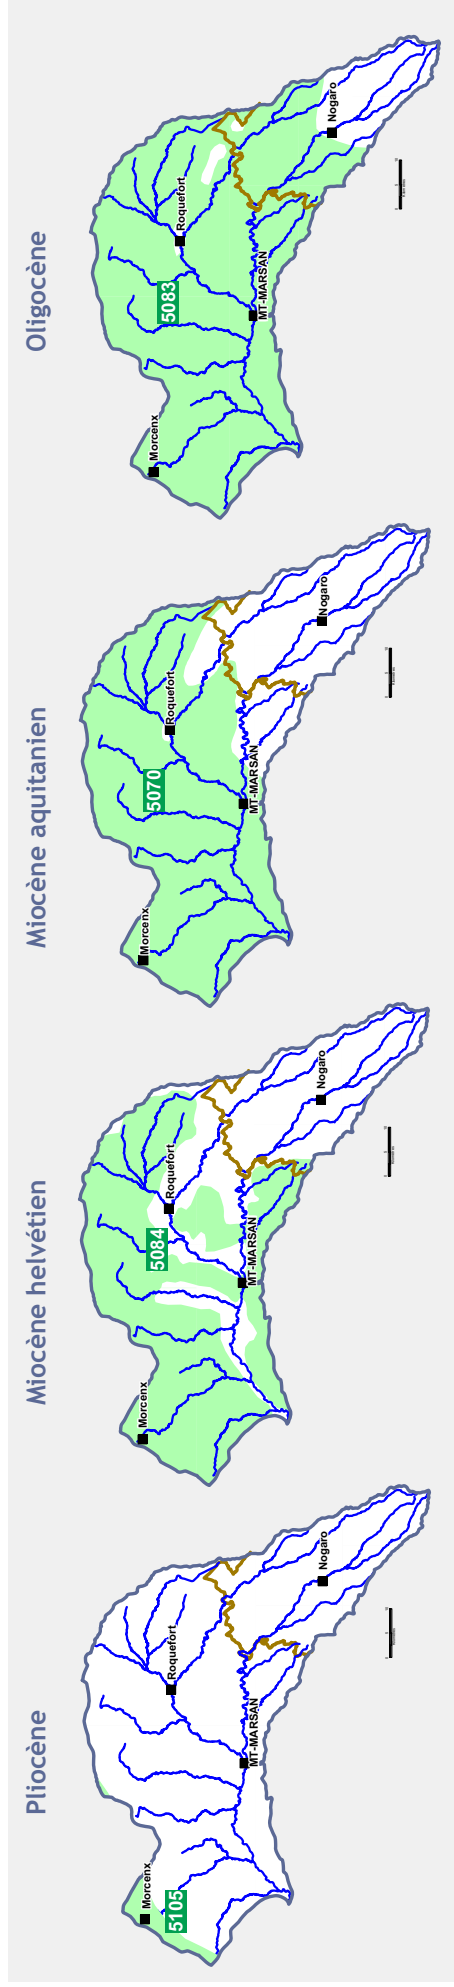 Oligocène
Morcenx
5083
Roquefort
MT-MARSAN
Nogaro
Miocène aquitanien
Morcenx
5070
Roquefort
MT-MARSAN
Nogaro
Miocène helvétien
Morcenx
5084
Roquefort
MT-MARSAN
Nogaro
Pliocène
Morcenx
5105
Roquefort
MT-MARSAN
Nogaro